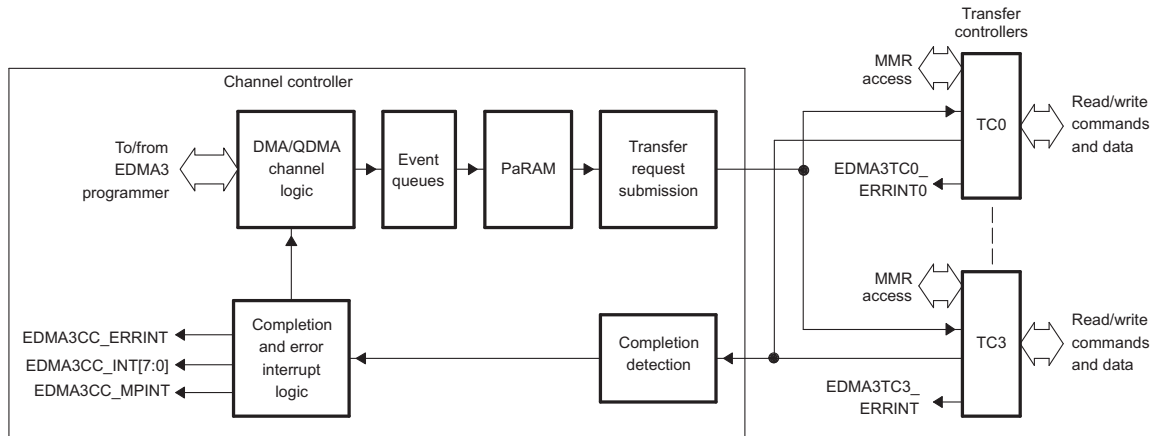 Transfer
controllers
MMR
access
TC0
Read/write
commands
and data
EDMA3TC0_
ERRINT0
Channel controller
To/from
EDMA3
programmer
DMA/QDMA
channel
logic
Event
queues
PaRAM
Transfer
request
submission
MMR
access
TC3
Read/write
commands
and data
EDMA3TC3_
ERRINT
EDMA3CC_ERRINT
EDMA3CC_INT[7:0]
EDMA3CC_MPINT
Completion
and error
interrupt
logic
Completion
detection